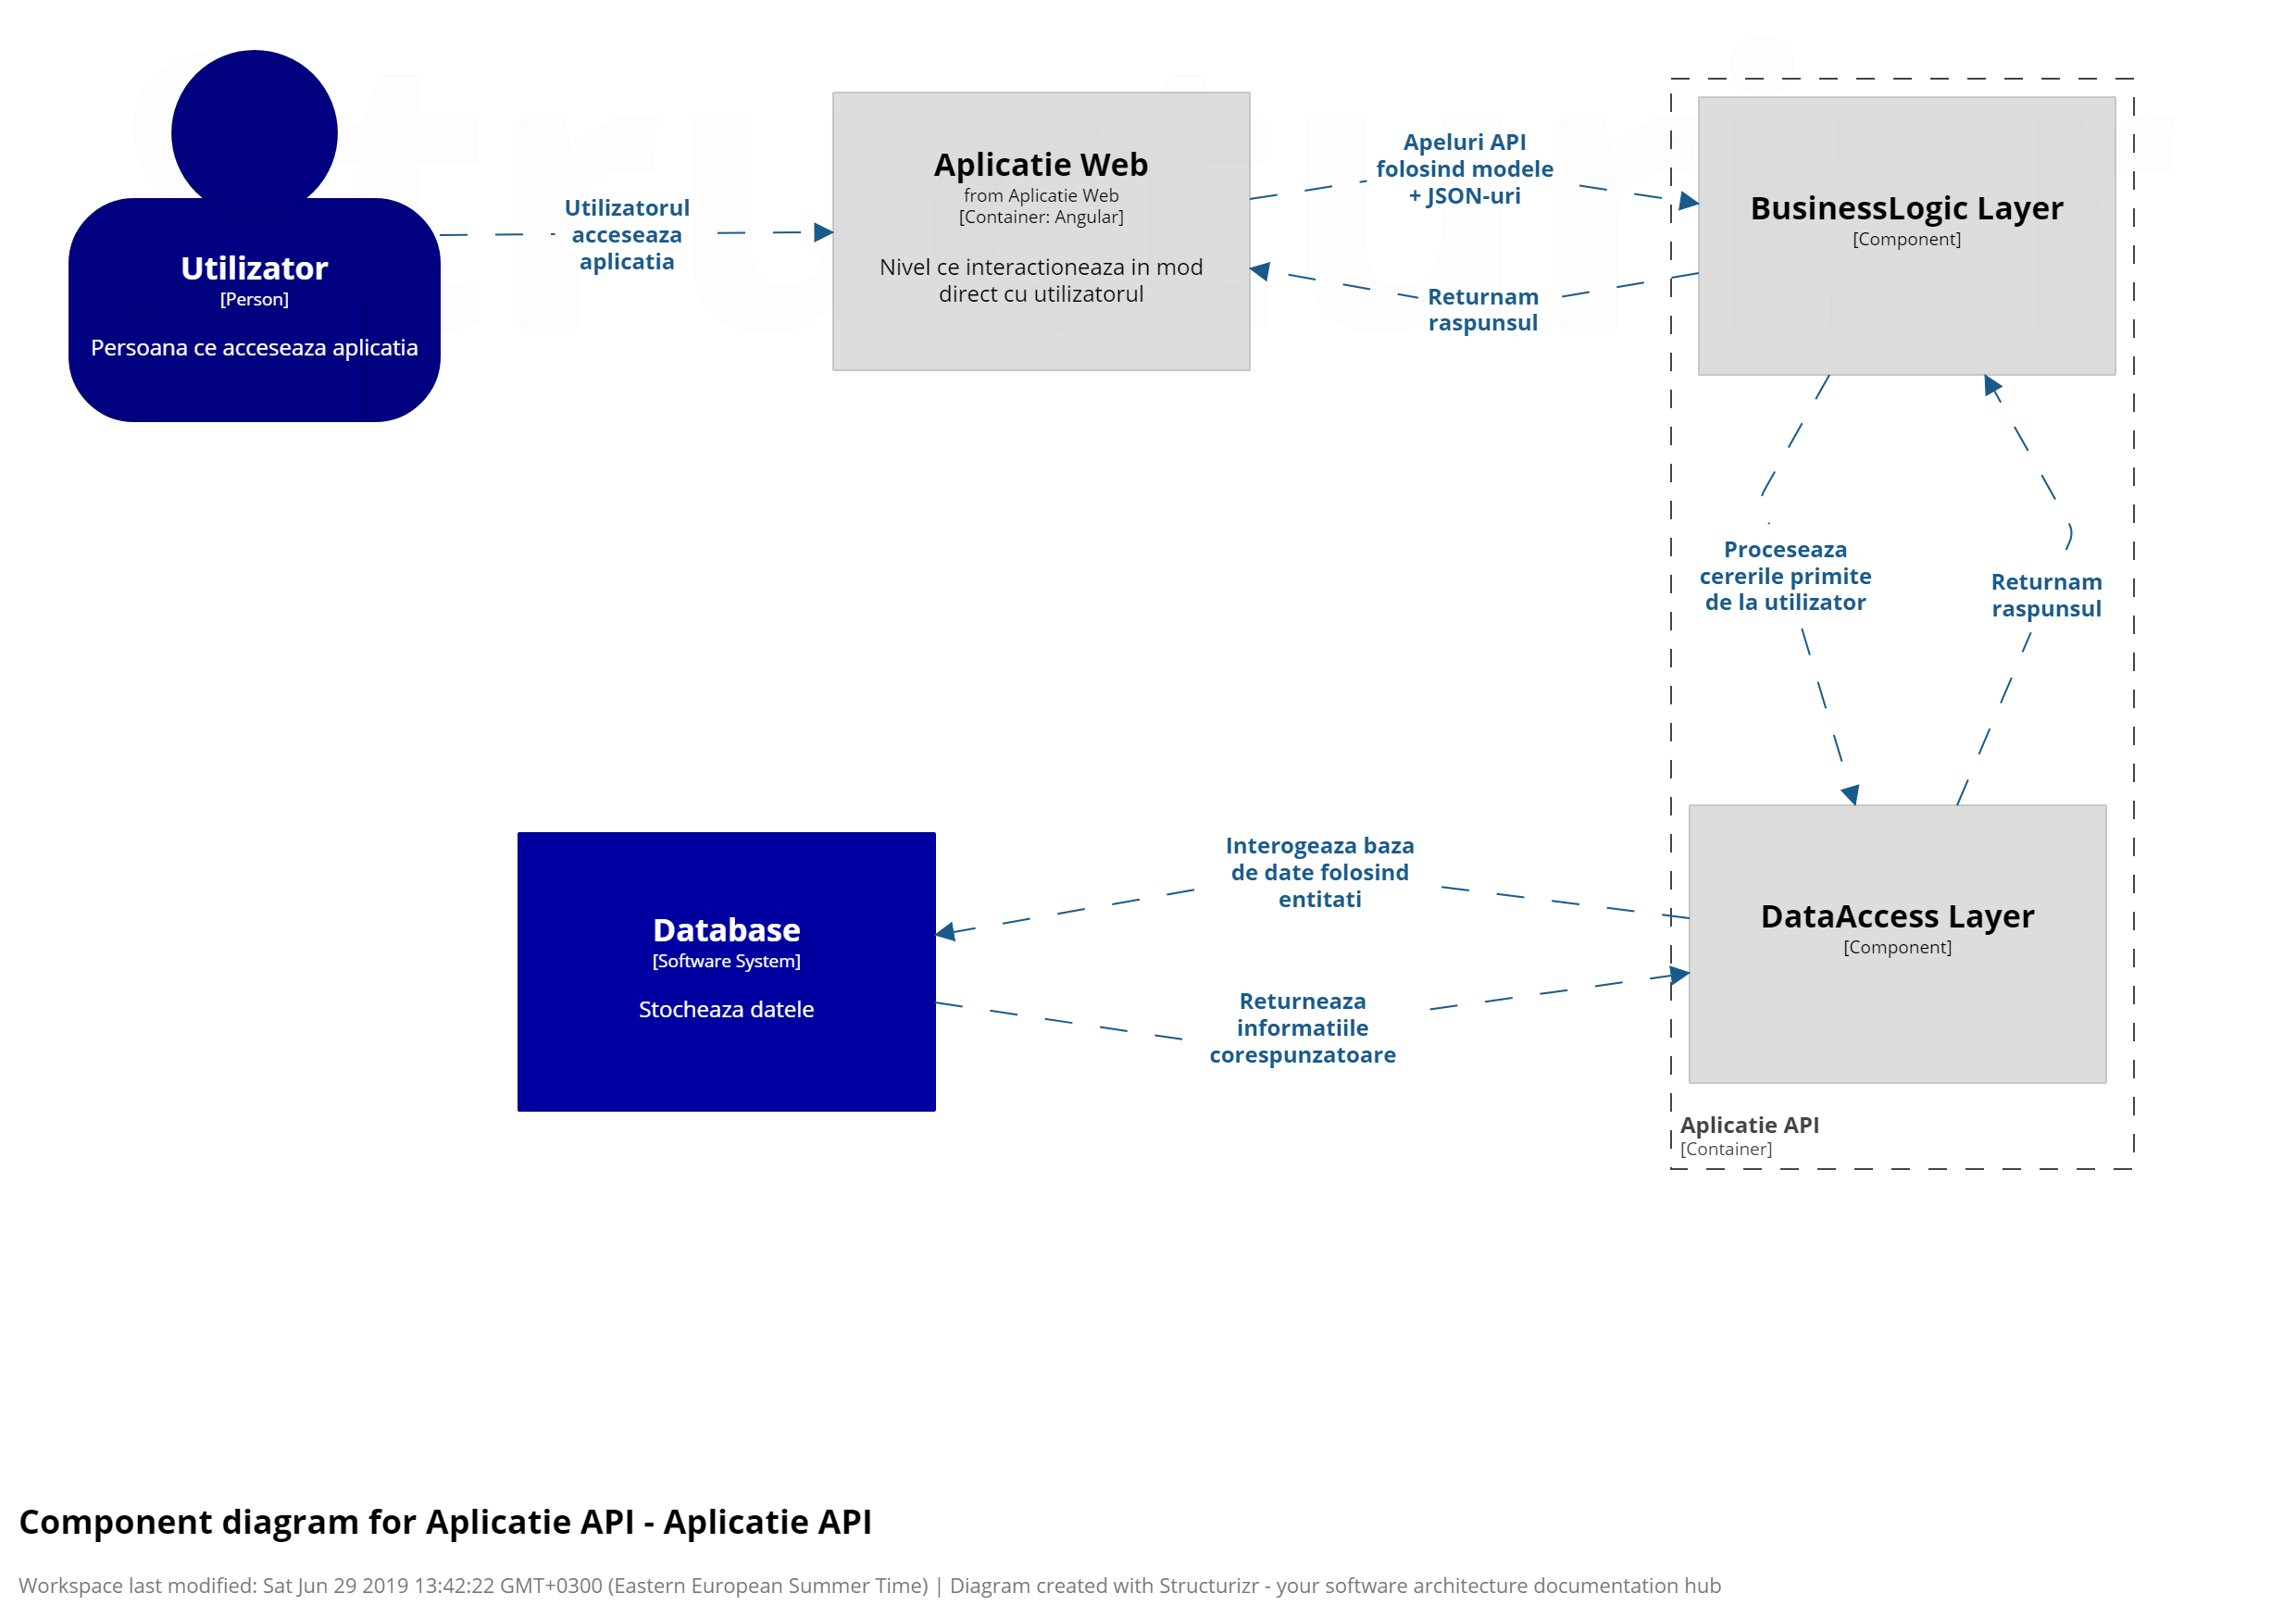 Utilizator
[Person]
Persoana ce acceseaza aplicatia
Utilizatorul
acceseaza
aplicatia
Aplicatie Web
from Aplicatie Web
[Container: Angular]
Nivel ce interactioneaza in mod
direct cu utilizatorul
Apeluri API
folosind modele
+ JSON-uri
Returnam
raspunsul
BusinessLogic Layer
[Component]
Proceseaza
cererile primite
de la utilizator
Returnam
raspunsul
Database
[Software System]
Stocheaza datele
Interogeaza baza
de date folosind
entitati
Returneaza
informatiile
corespunzatoare
DataAccess Layer
[Component]
Aplicatie API
[Container]
Component diagram for Aplicatie API - Aplicatie API
Workspace last modified: Sat Jun 29 2019 13:42:22 GMT+0300 (Eastern European Summer Time) | Diagram created with Structurizr - your software architecture documentation hub